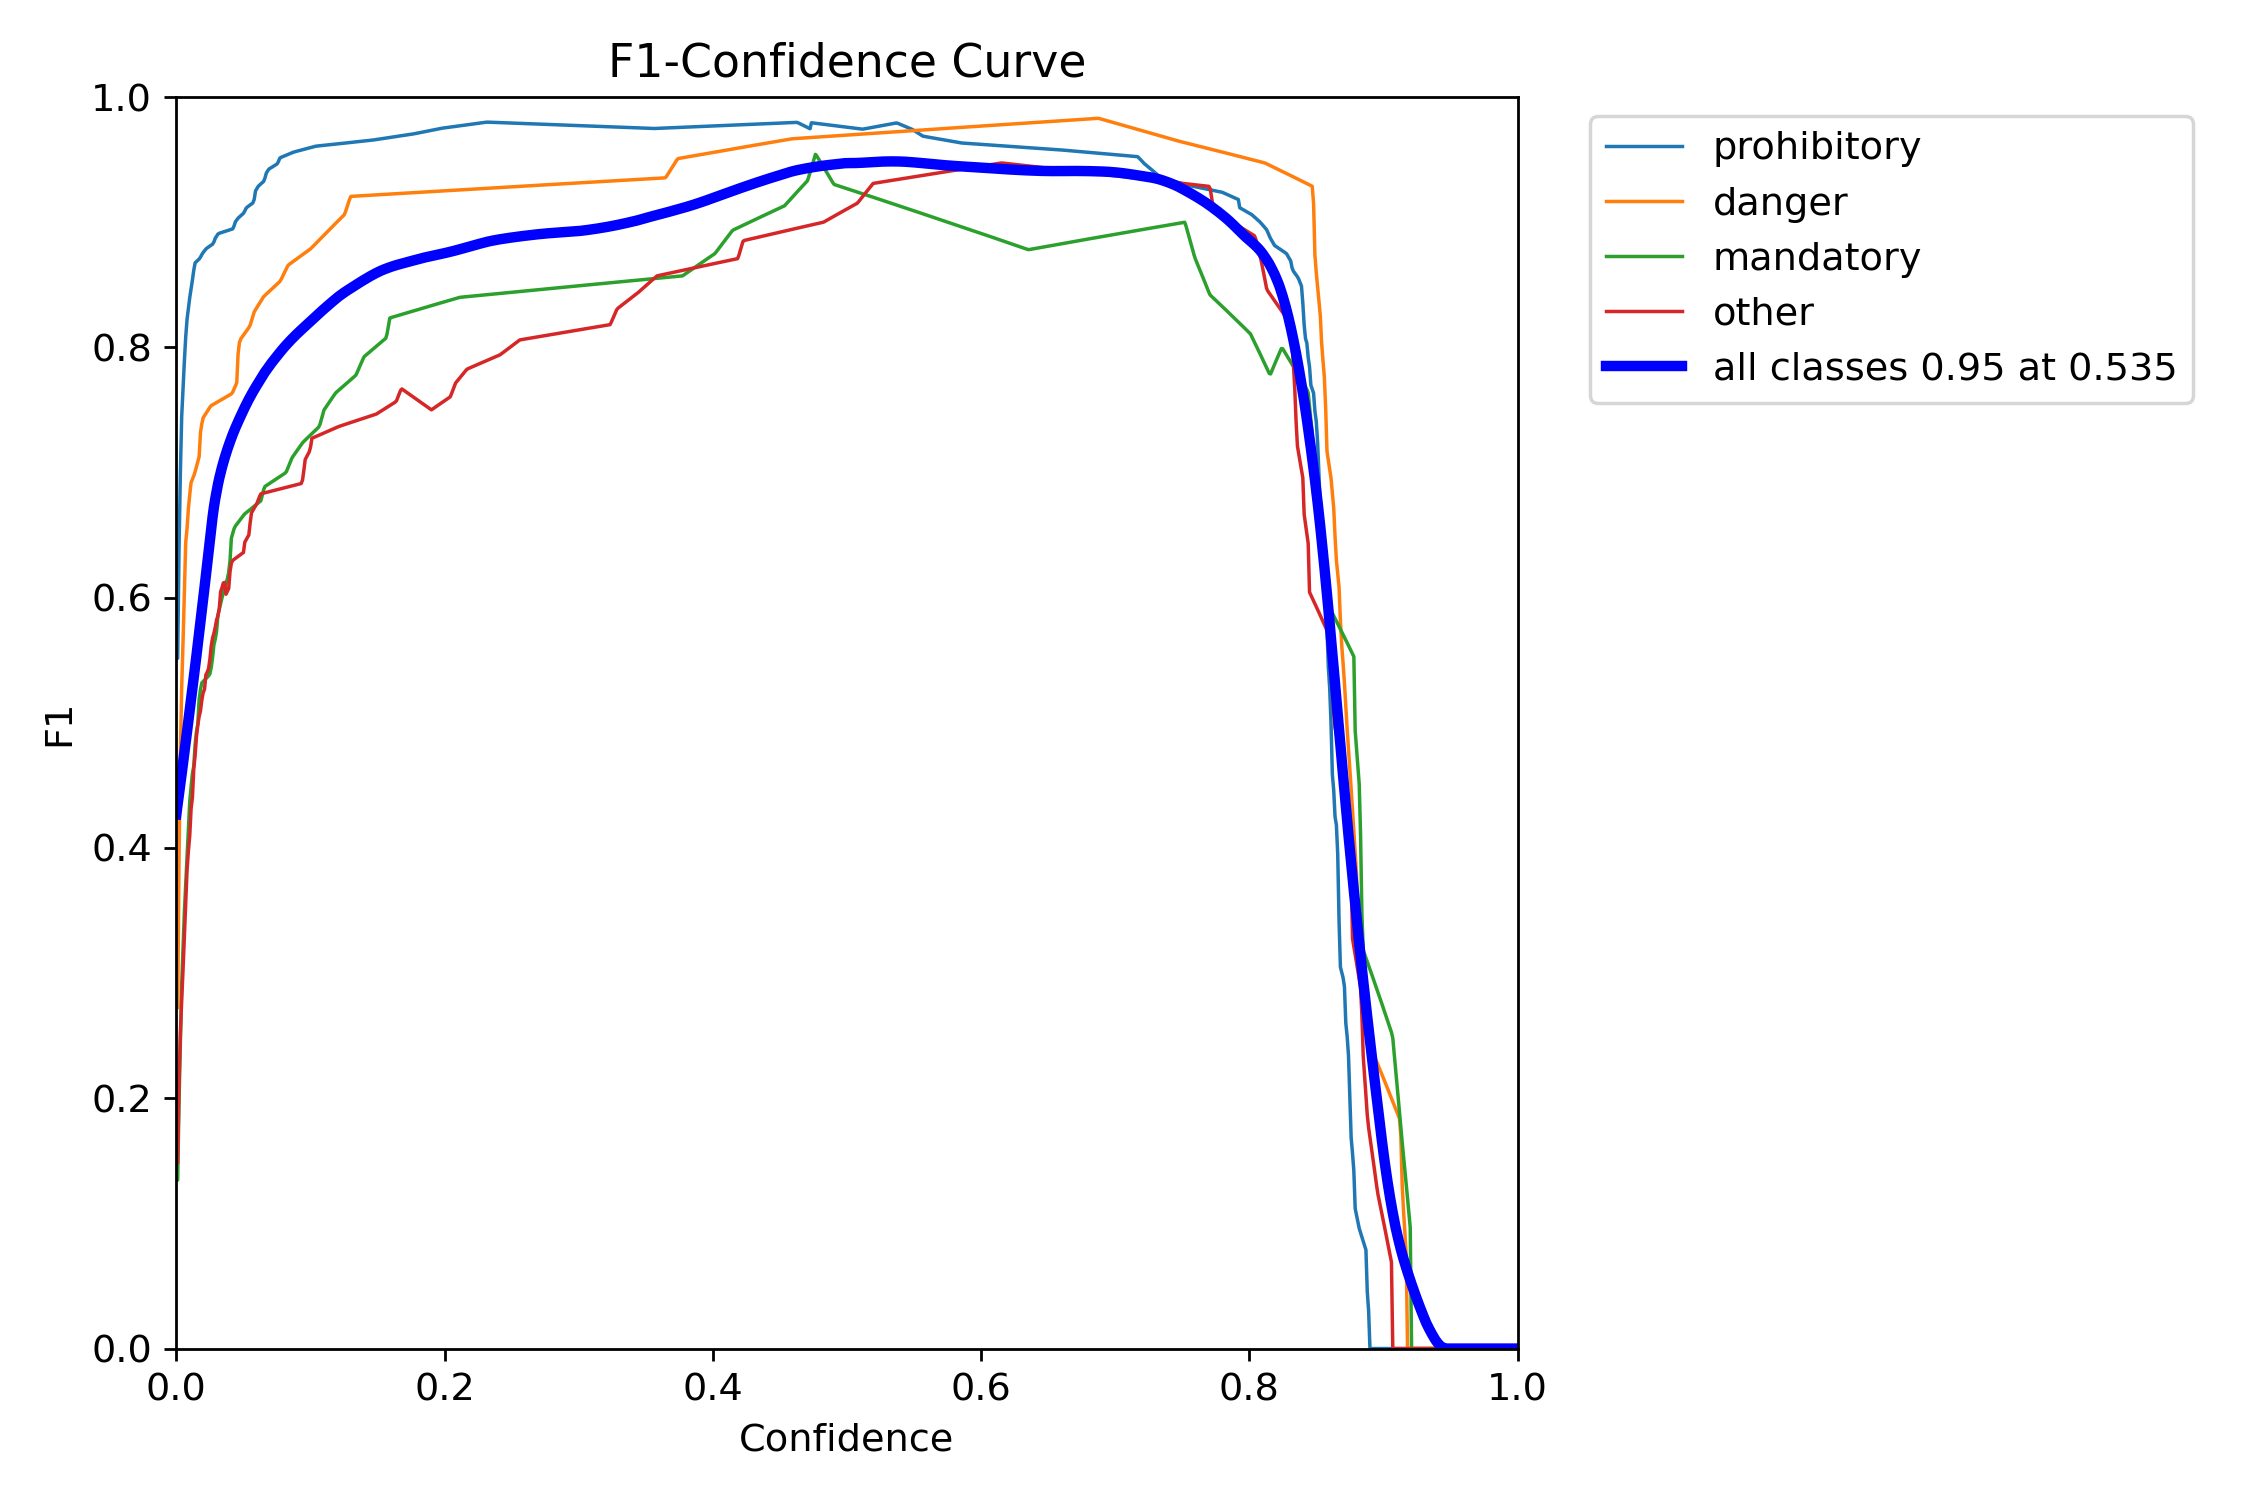 F1-Confidence Curve
1.0
0.8
0.6
0.4
0.2
0.0
F1
0.0 0.2 0.4 0.6 0.8 1.0
Confidence
prohibitory
danger
mandatory
other
all classes 0.95 at 0.535